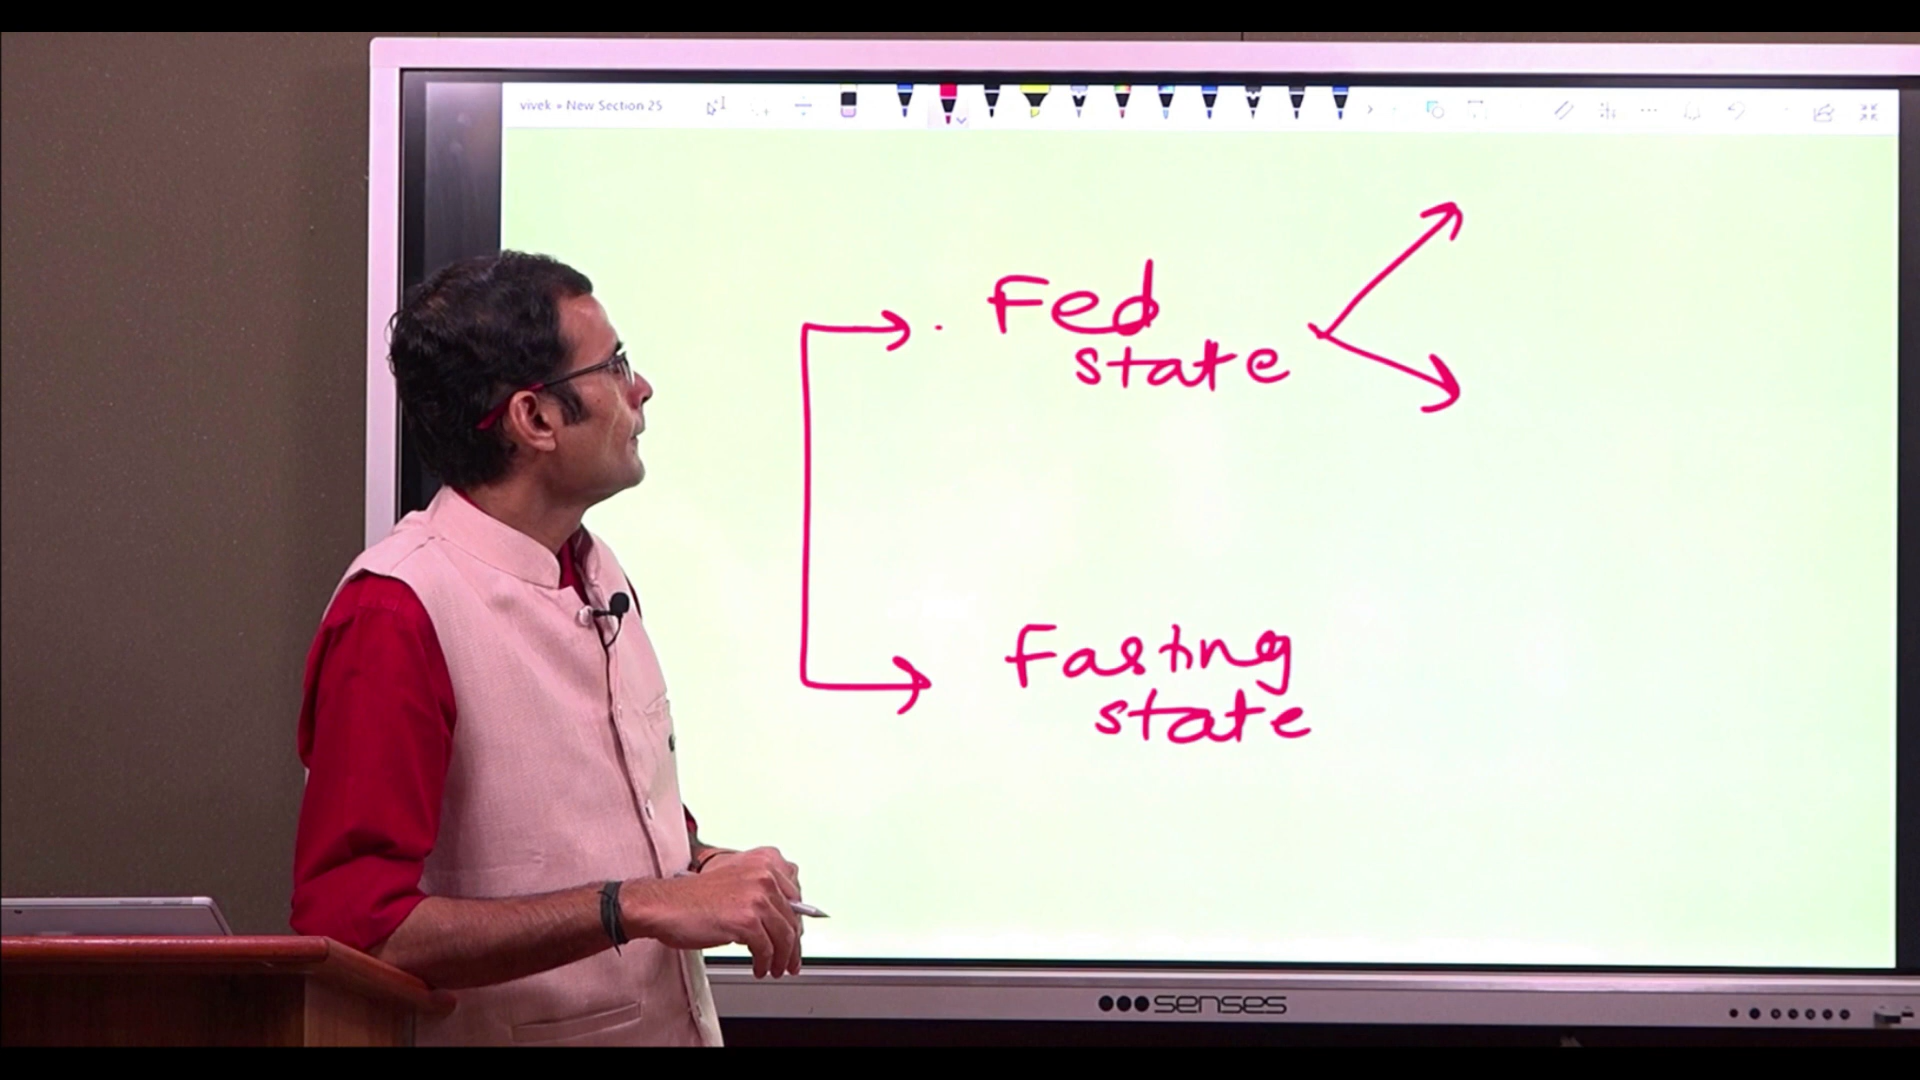 vivek » New Section 25
Fed
state
Fasting
state
senses